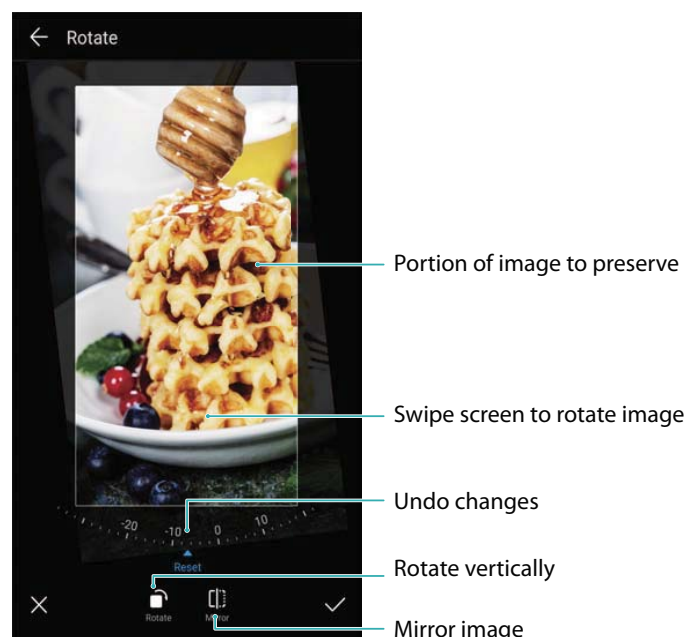 Rotate
Portion of image to preserve
Swipe screen to rotate image
Undo changes
-20 -10 0 10
Reset
Rotate vertically
Rotate Mirror
Mirror image